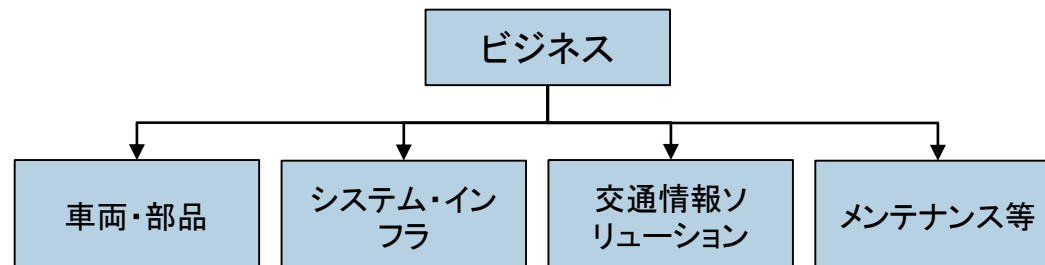 ビジネス
車両・部品
システム・イン
フラ
交通情報ソ
リューション
メンテナンス等